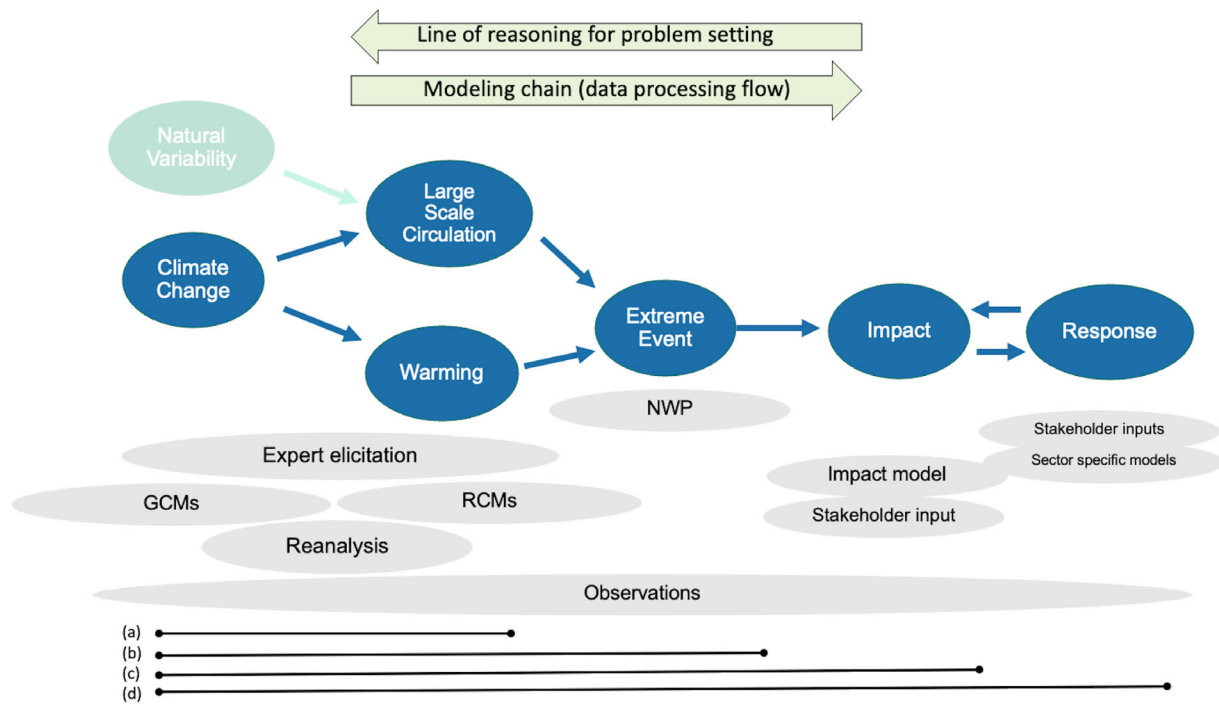 Line of reasoning for problem setting
Modeling chain (data processing flow)
Natural
Variability
Large
Scale
Circulation
Climate
Change
Extreme
Event
Impact
Response
Warming
NWP
Stakeholder inputs
Expert elicitation
Sector specific models
Impact model
GCMs
RCMs
Stakeholder input
Reanalysis
Observations
(a)
(b)
(c)
(d)